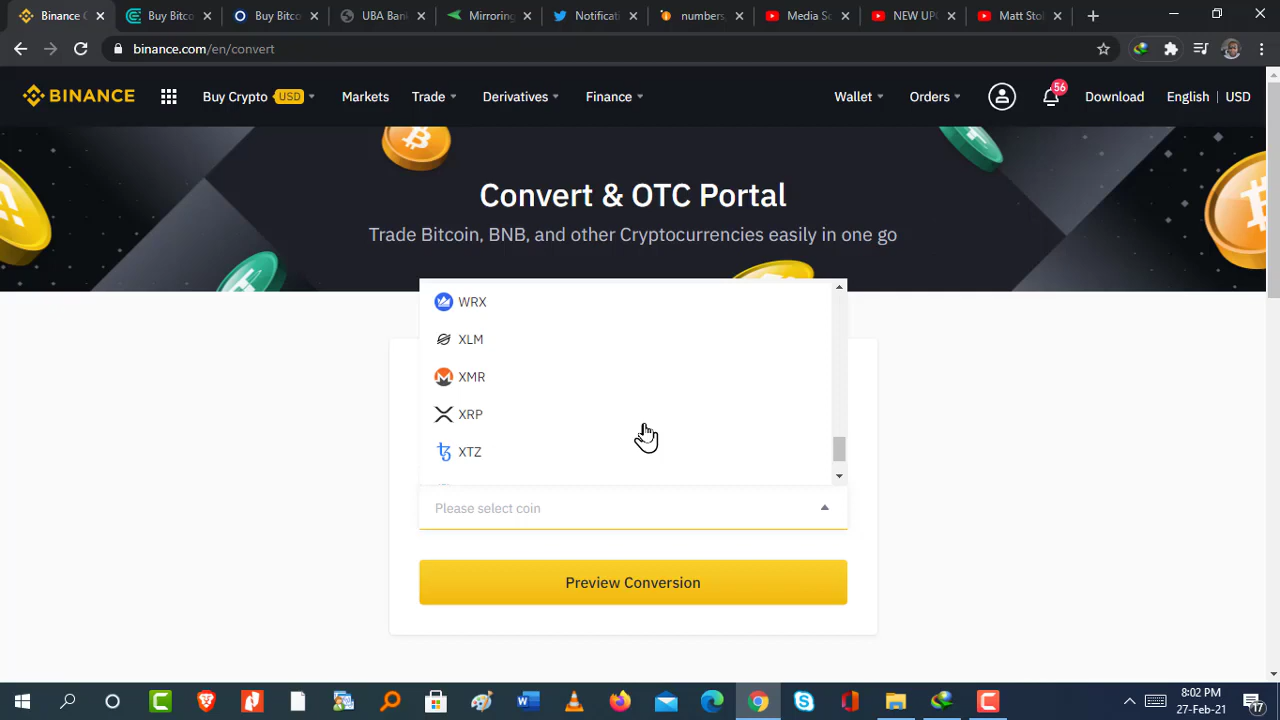 Binance C
Buy Bitco
Buy Bitco
UBA Ban
Mirroring
Notificati
numbers,
Media S
NEW UP
Matt Sto
binance.com/en/convert
BINANCE Buy Crypto USD Markets Trade Derivatives Finance Wallet Orders 56 Download English | USD
Convert & OTC Portal
Trade Bitcoin, BNB, and other Cryptocurrencies easily in one go
WRX
XLM
XMR
XRP
XTZ
Please select coin
Preview Conversion
8:02 PM
27-Feb-21
17